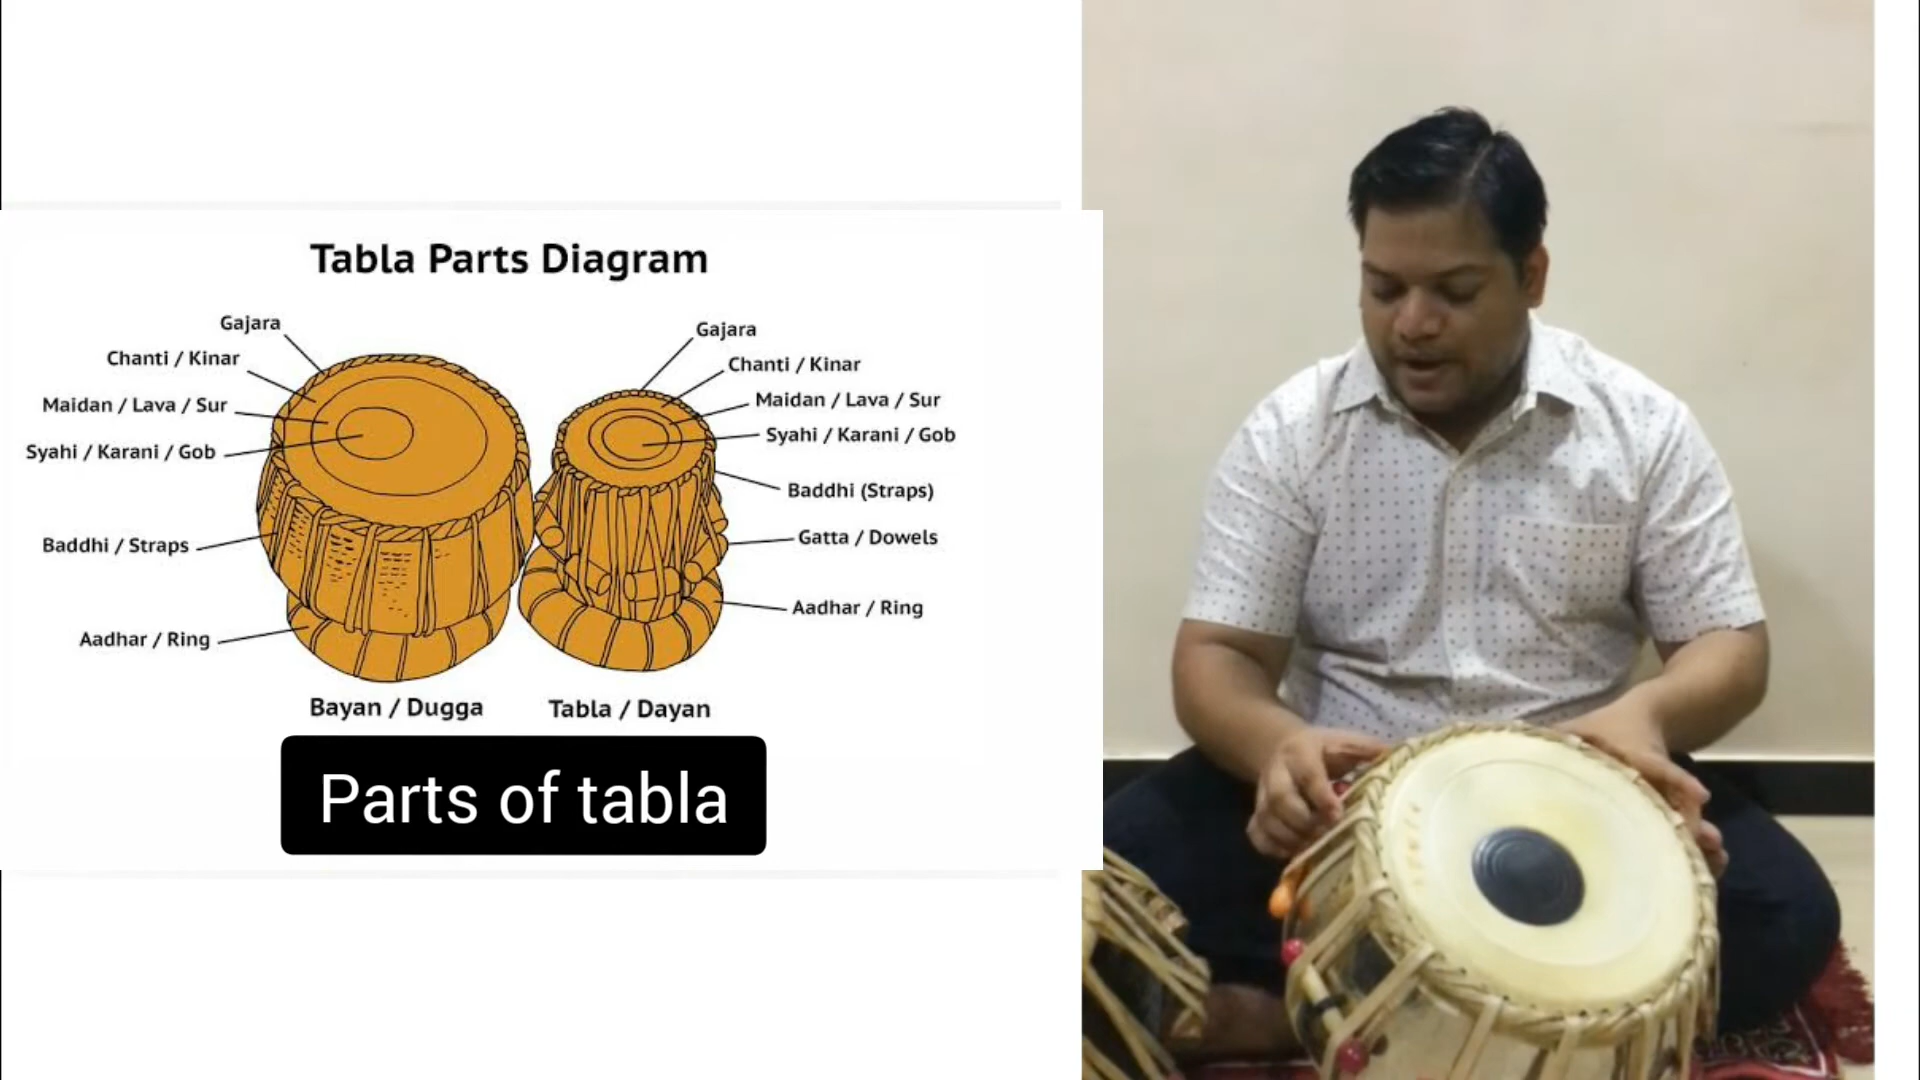 Tabla Parts Diagram
Gajara
Chanti / Kinar
Maidan / Lava / Sur
Syahi / Karani / Gob
Baddhi / Straps
Aadhar / Ring
Gajara
Chanti / Kinar
Maidan / Lava / Sur
Syahi / Karani / Gob
Baddhi (Straps)
Gatta / Dowels
Aadhar / Ring
Bayan / Dugga
Tabla / Dayan
Parts of tabla